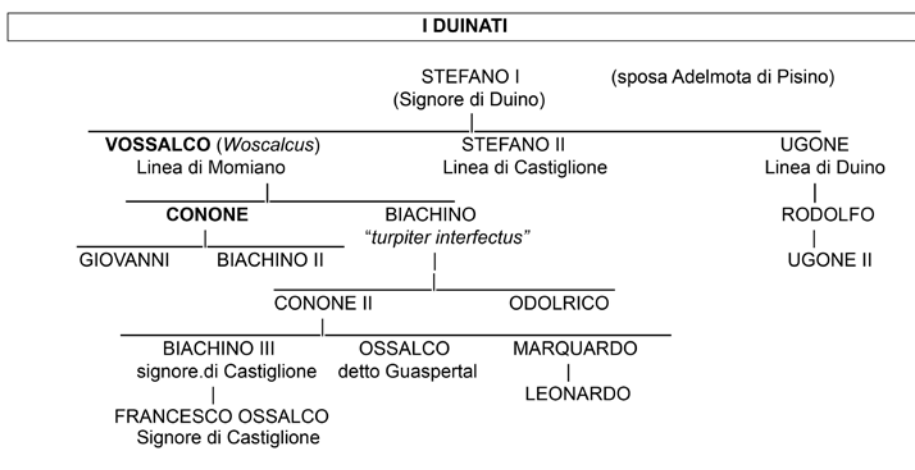 I DUINATI
STEFANO I (sposa Adelmota di Pisino)
(Signore di Duino)
VOSSALCO (Woscalcus) STEFANO II UGONE
Linea di Momiano Linea di Castiglione Linea di Duino
CONONE BIACHINO RODOLFO
"turpiter interfectus"
GIOVANNI BIACHINO II UGONE II
CONONE II ODOLRICO
BIACHINO III OSSALCO MARQUARDO
signore.di Castiglione detto Guaspertal
LEONARDO
FRANCESCO OSSALCO
Signore di Castiglione